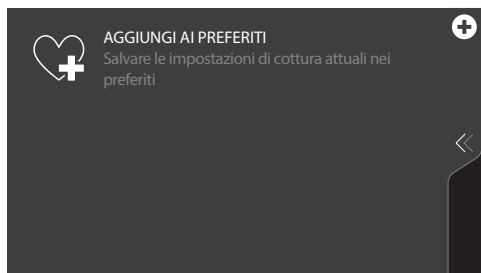 AGGIUNGI AI PREFERITI
Salvare le impostazioni di cottura attuali nei
preferiti